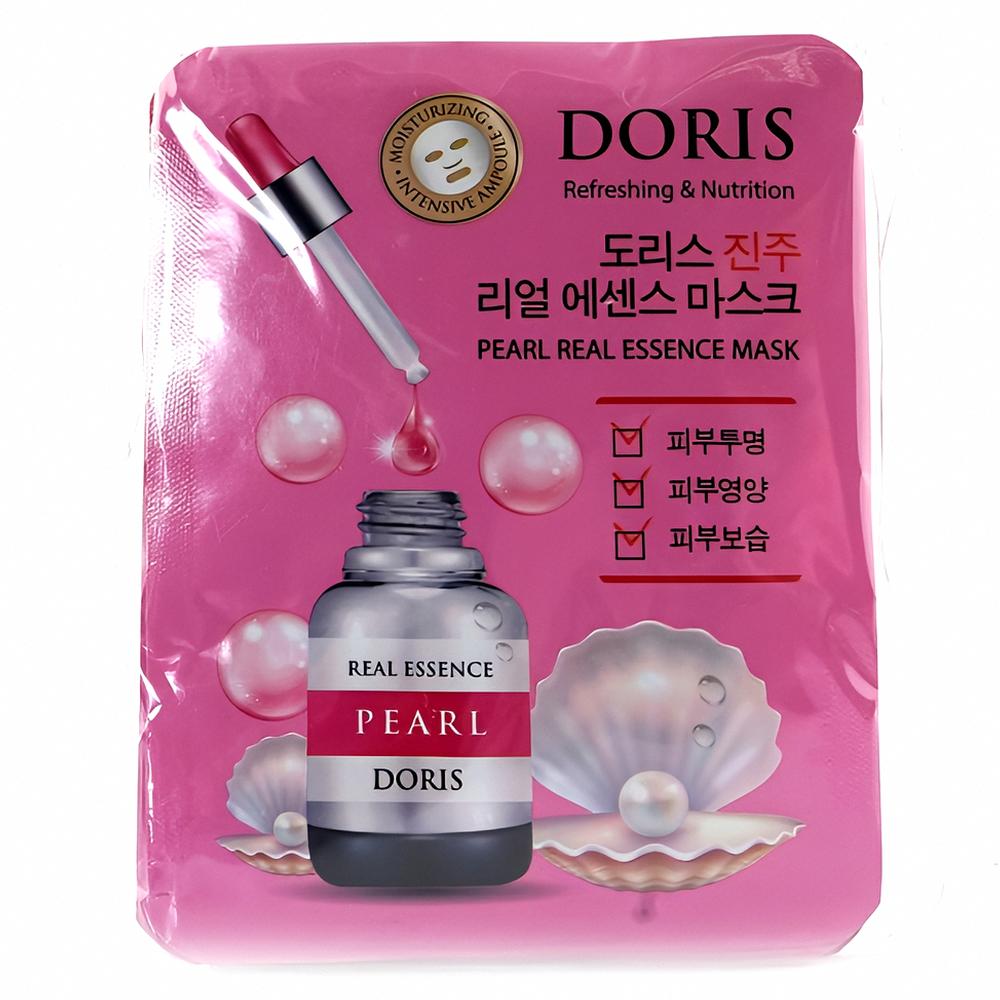 MOISTURIZING
INTENSIVE AMPOULE
DORIS
Refreshing & Nutrition
도리스 진주
리얼 에센스 마스크
PEARL REAL ESSENCE MASK
피부투명
피부영양
피부보습
REAL ESSENCE
PEARL
DORIS